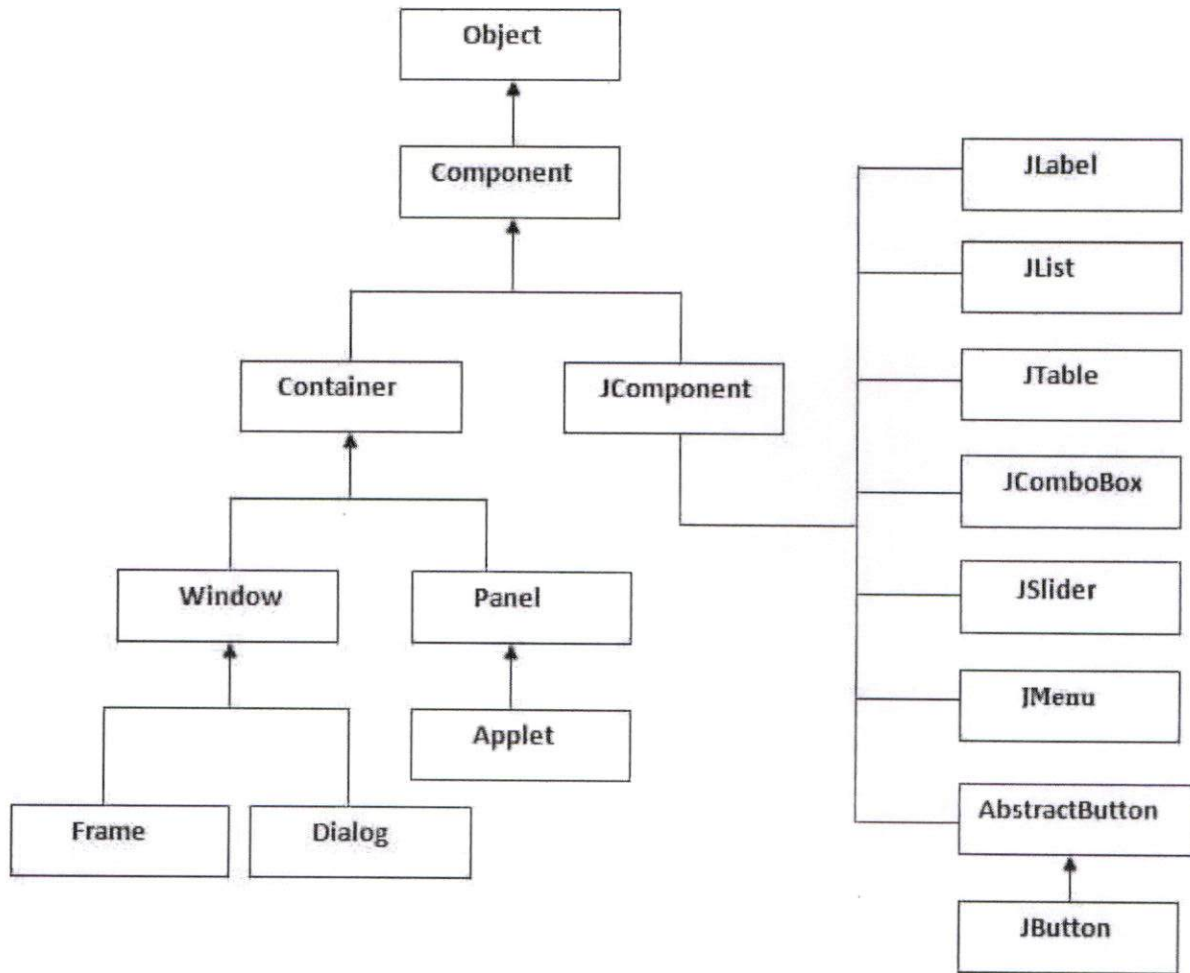 Object
Component
Container
JComponent
Window
Panel
Frame
Dialog
Applet
JLabel
JList
JTable
JComboBox
JSlider
JMenu
AbstractButton
JButton